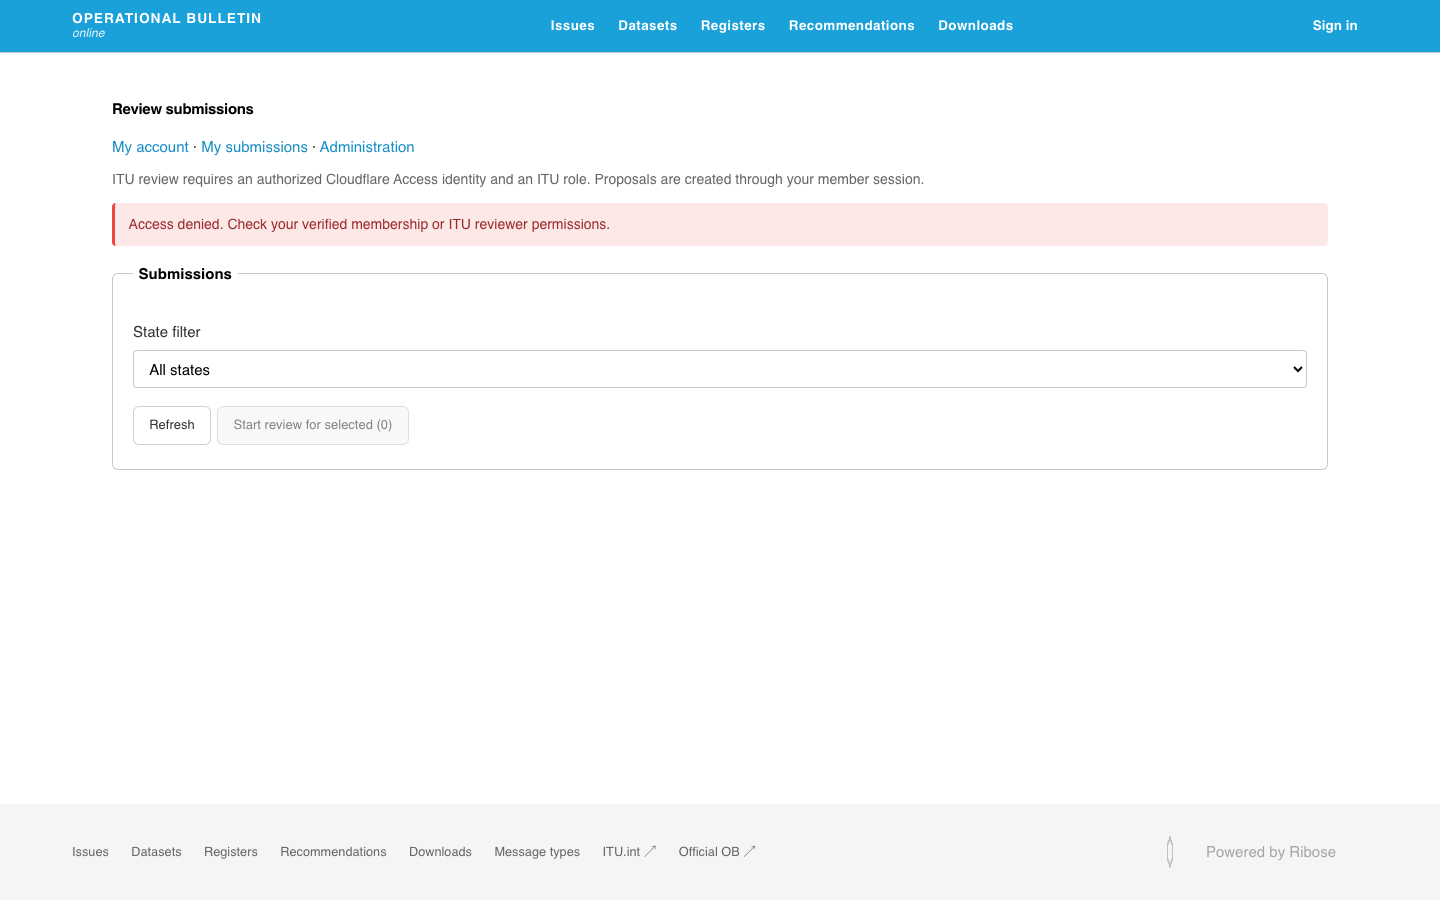 OPERATIONAL BULLETIN
online
Issues Datasets Registers Recommendations Downloads
Sign in
Review submissions
My account · My submissions · Administration
ITU review requires an authorized Cloudflare Access identity and an ITU role. Proposals are created through your member session.
Access denied. Check your verified membership or ITU reviewer permissions.
Submissions
State filter
All states
Refresh Start review for selected (0)
Issues Datasets Registers Recommendations Downloads Message types ITU.int ↗ Official OB ↗
Powered by Ribose